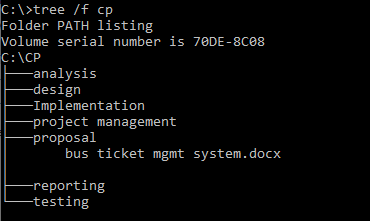 C:\>tree /f cp
Folder PATH listing
Volume serial number is 70DE-8C08
C:\CP
├───analysis
├───design
├───Implementation
├───project management
├───proposal
│       bus ticket mgmt system.docx
│
├───reporting
└───testing